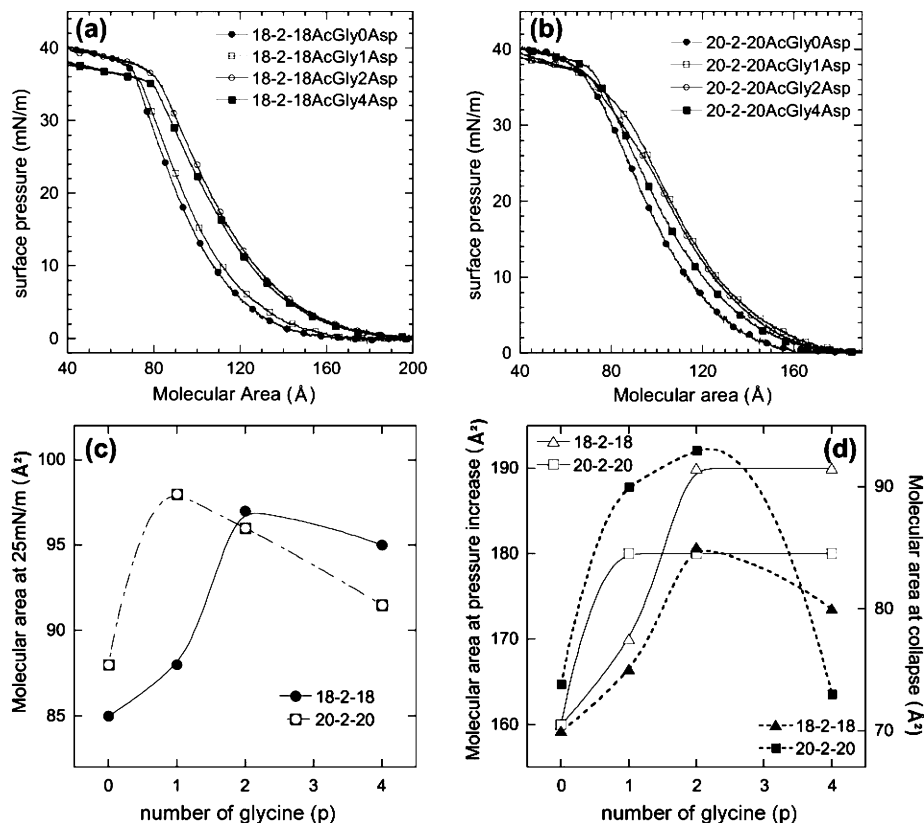 (a)
18-2-18AcGly0Asp
18-2-18AcGly1Asp
18-2-18AcGly2Asp
18-2-18AcGly4Asp
surface pressure (mN/m)
40
30
20
10
0
40 80 120 160 200
Molecular Area (Å)
(b)
20-2-20AcGly0Asp
20-2-20AcGly1Asp
20-2-20AcGly2Asp
20-2-20AcGly4Asp
surface pressure (mN/m)
40
30
20
10
0
40 80 120 160
Molecular area (Å)
(c)
Molecular area at 25mN/m (Å²)
100
95
90
85
18-2-18
20-2-20
0 1 2 3 4
number of glycine (p)
(d)
18-2-18
20-2-20
Molecular area at pressure increase (Å²)
190
180
170
160
90
80
70
Molecular area at collapse
(Å²)
18-2-18
20-2-20
0 1 2 3 4
number of glycine (p)